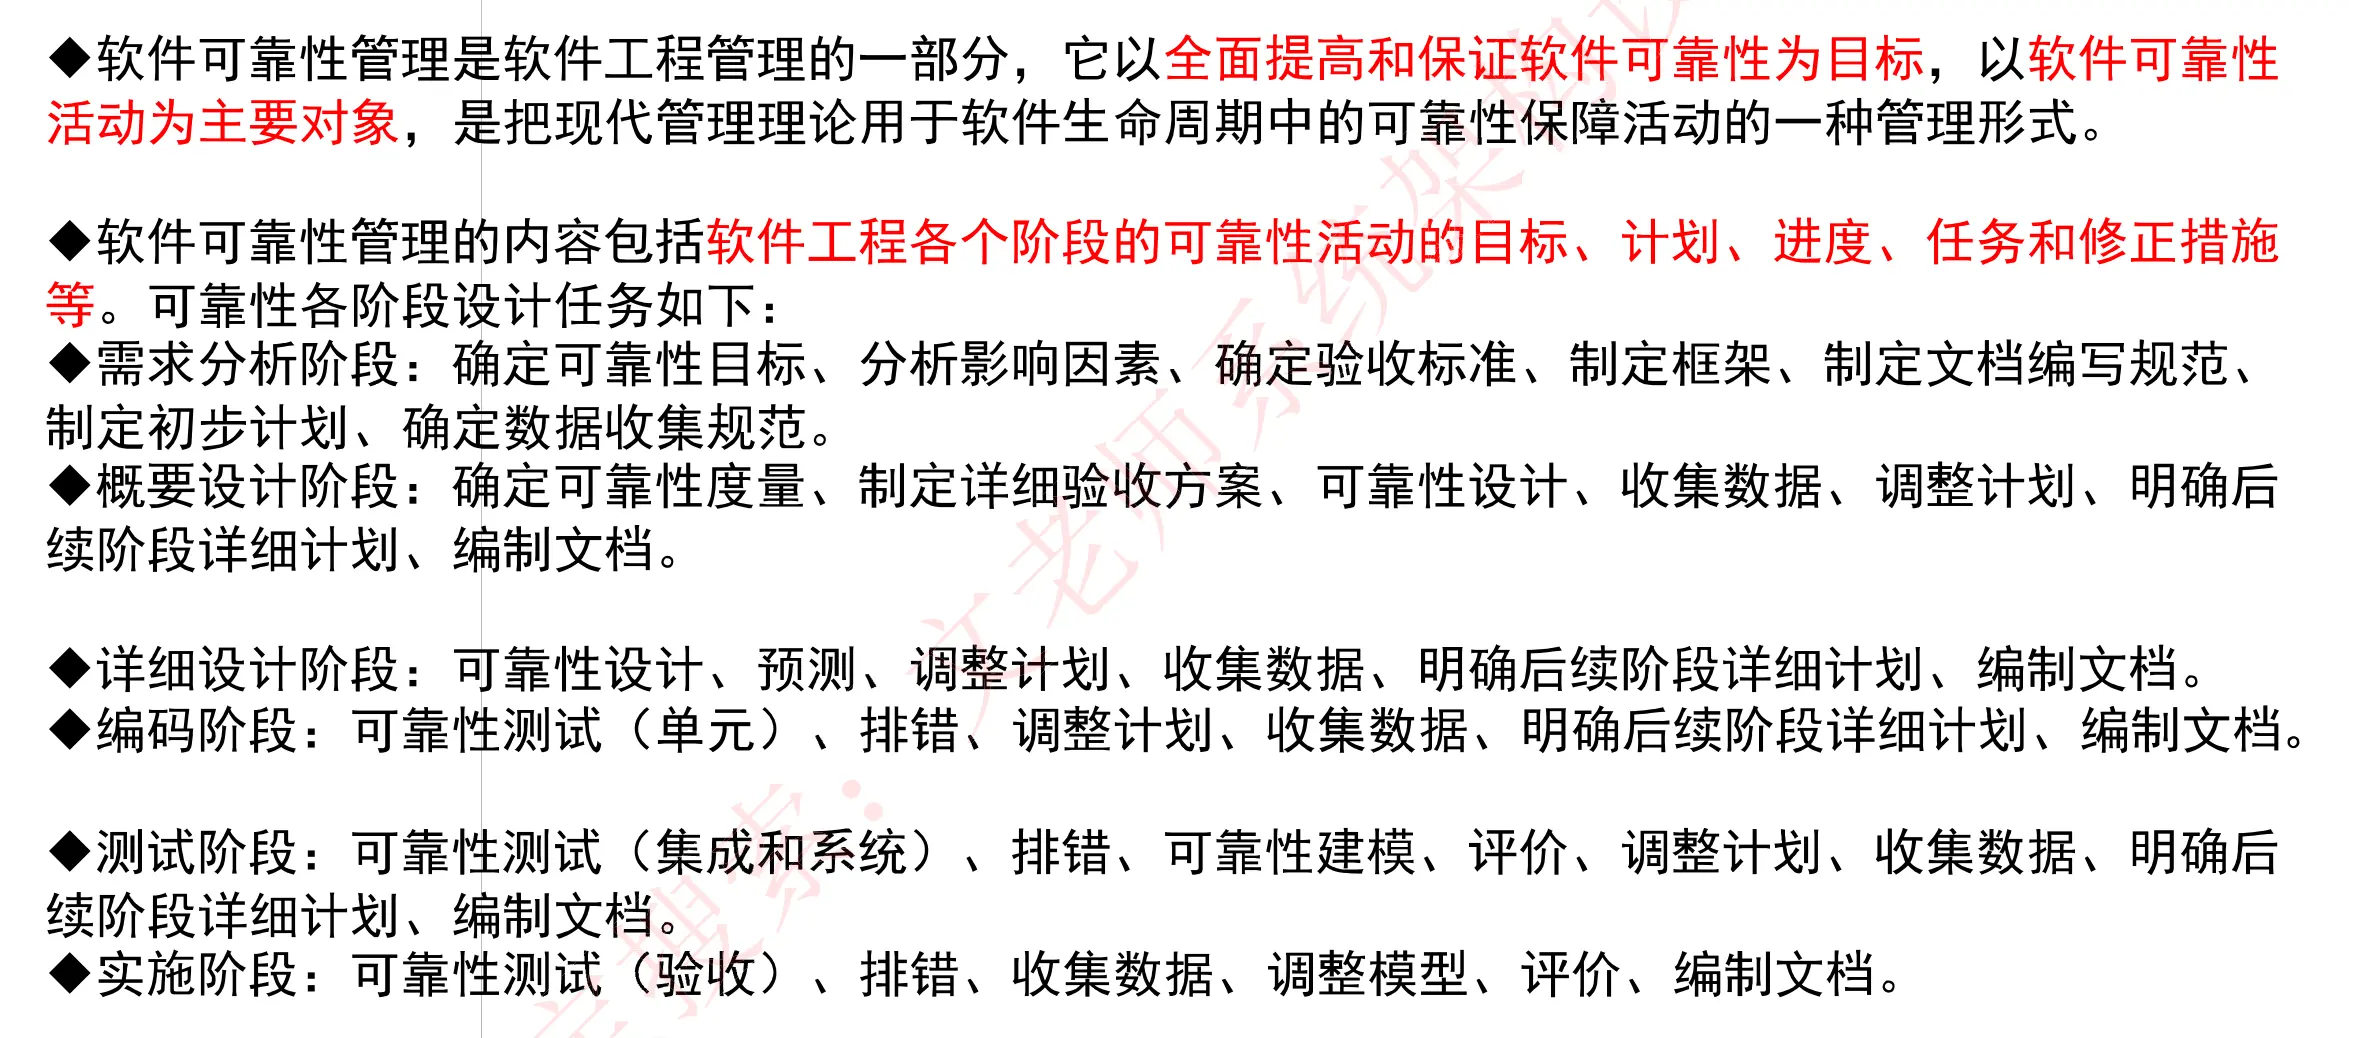 ◆软件可靠性管理是软件工程管理的一部分，它以全面提高和保证软件可靠性为目标，以软件可靠性
活动为主要对象，是把现代管理理论用于软件生命周期中的可靠性保障活动的一种管理形式。
◆软件可靠性管理的内容包括软件工程各个阶段的可靠性活动的目标、计划、进度、任务和修正措施
等。可靠性各阶段设计任务如下：
◆需求分析阶段：确定可靠性目标、分析影响因素、确定验收标准、制定框架、制定文档编写规范、
制定初步计划、确定数据收集规范。
◆概要设计阶段：确定可靠性度量、制定详细验收方案、可靠性设计、收集数据、调整计划、明确后
续阶段详细计划、编制文档。
◆详细设计阶段：可靠性设计、预测、调整计划、收集数据、明确后续阶段详细计划、编制文档。
◆编码阶段：可靠性测试（单元）、排错、调整计划、收集数据、明确后续阶段详细计划、编制文档。
◆测试阶段：可靠性测试（集成和系统）、排错、可靠性建模、评价、调整计划、收集数据、明确后
续阶段详细计划、编制文档。
◆实施阶段：可靠性测试（验收）、排错、收集数据、调整模型、评价、编制文档。
搜索：文老师系统架构设